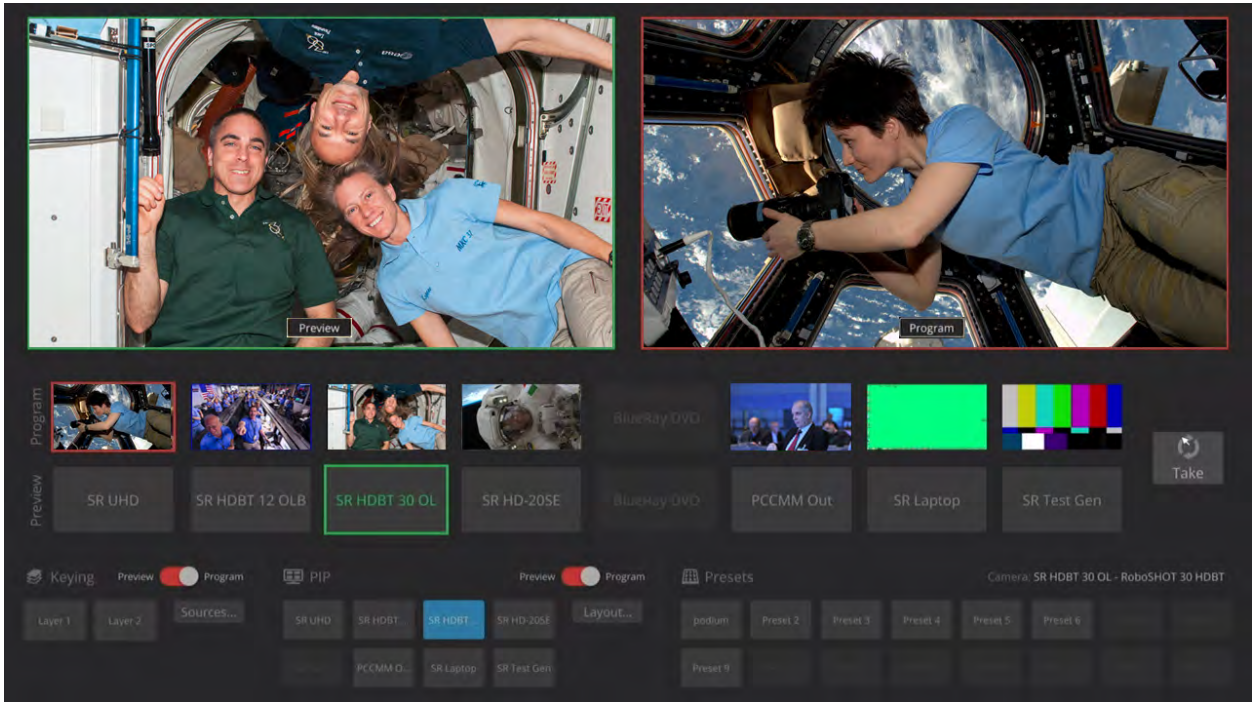 Preview
Program
Program
BlueRay/DVD
Preview
SR UHD
SR HDBT 12 OLB
SR HDBT 30 OL
SR HD-20SE
BlueRay/DVD
PCCMM Out
SR Laptop
SR Test Gen
Take
Keying
Preview
Program
Layer 1
Layer 2
Sources...
PIP
Preview
Program
SR UHD
SR HDBT...
SR HDBT ...
SR HD-20SE
Layout...
PCCMM O...
SR Laptop
SR Test Gen
Presets
Camera: SR HDBT 30 OL - RoboSHOT 30 HDBT
podium
Preset 2
Preset 3
Preset 4
Preset 5
Preset 6
Preset 9